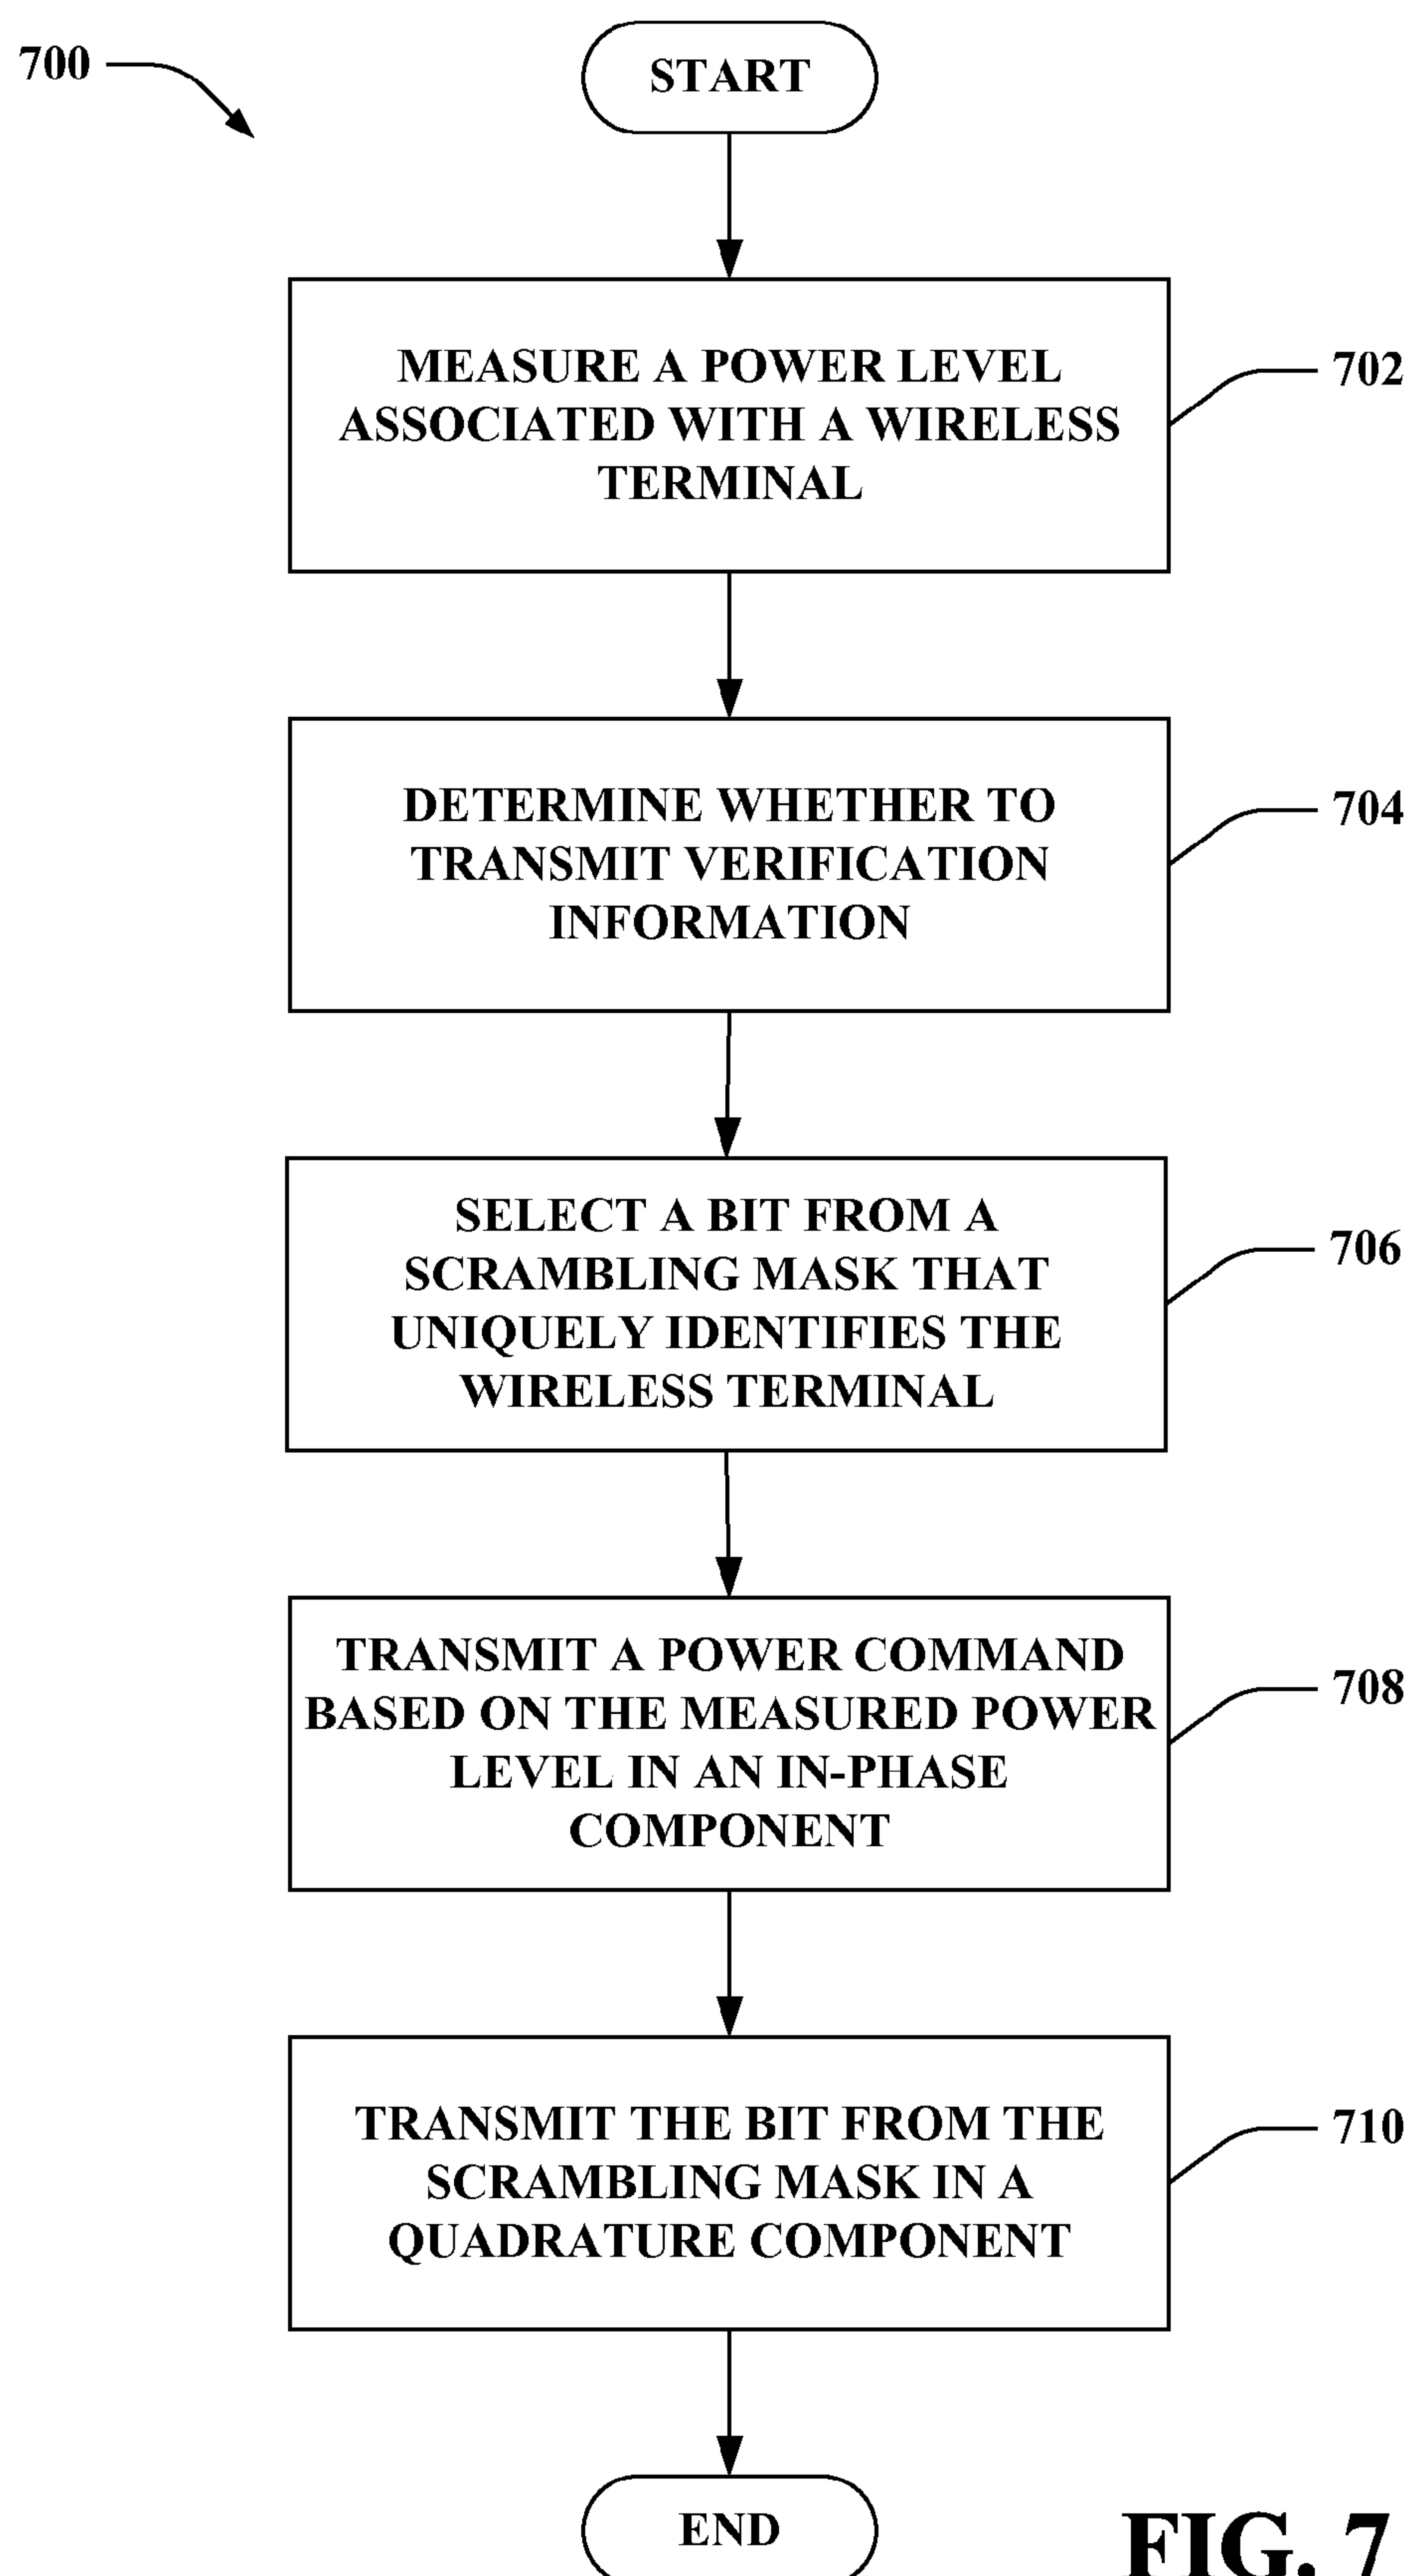 700
START
MEASURE A POWER LEVEL
ASSOCIATED WITH A WIRELESS
TERMINAL
702
DETERMINE WHETHER TO
TRANSMIT VERIFICATION
INFORMATION
704
SELECT A BIT FROM A
SCRAMBLING MASK THAT
UNIQUELY IDENTIFIES THE
WIRELESS TERMINAL
706
TRANSMIT A POWER COMMAND
BASED ON THE MEASURED POWER
LEVEL IN AN IN-PHASE
COMPONENT
708
TRANSMIT THE BIT FROM THE
SCRAMBLING MASK IN A
QUADRATURE COMPONENT
710
END
FIG. 7